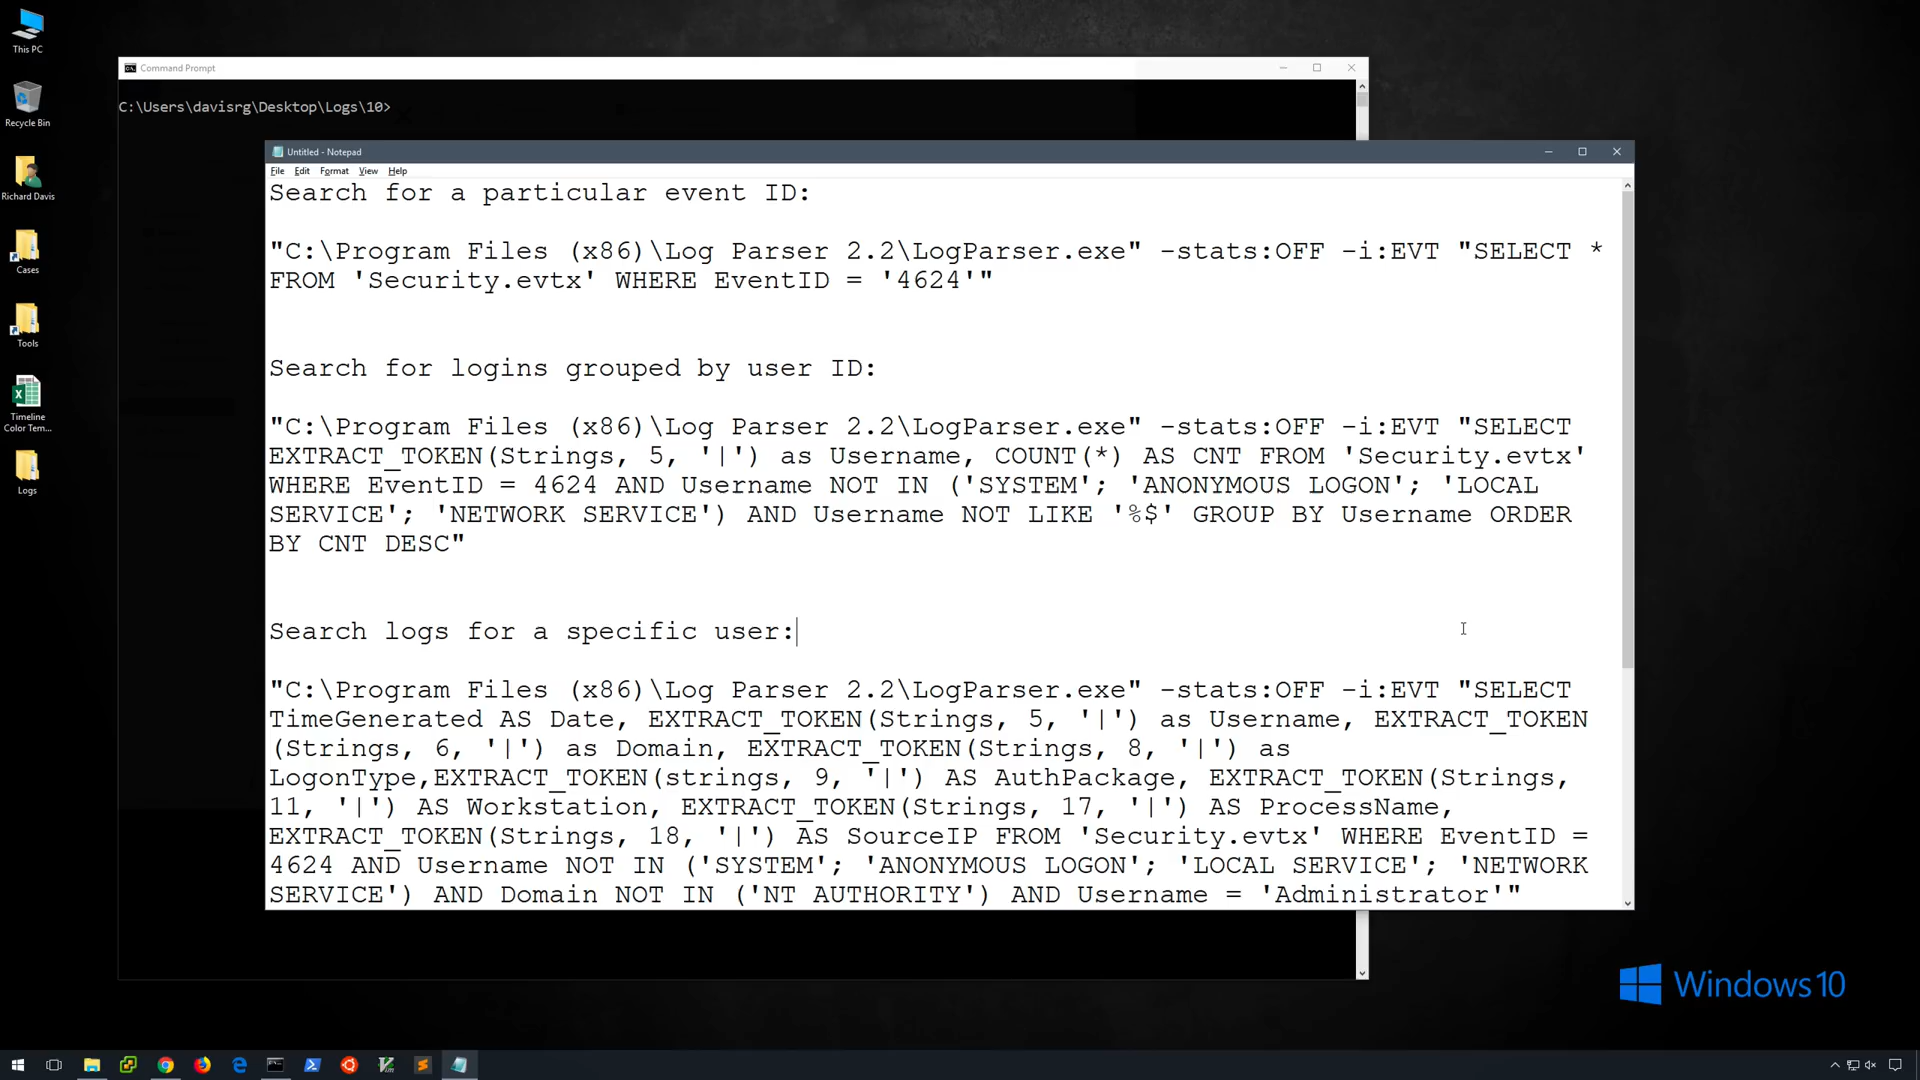 This PC
Recycle Bin
Richard Davis
Cases
Tools
Timeline
Color Tem...
Logs
Command Prompt
C:\Users\davisrg\Desktop\Logs\10>
Untitled - Notepad
File Edit Format View Help
Search for a particular event ID:
"C:\Program Files (x86)\Log Parser 2.2\LogParser.exe" -stats:OFF -i:EVT "SELECT *
FROM 'Security.evtx' WHERE EventID = '4624'"
Search for logins grouped by user ID:
"C:\Program Files (x86)\Log Parser 2.2\LogParser.exe" -stats:OFF -i:EVT "SELECT
EXTRACT_TOKEN(Strings, 5, '|') as Username, COUNT(*) AS CNT FROM 'Security.evtx'
WHERE EventID = 4624 AND Username NOT IN ('SYSTEM'; 'ANONYMOUS LOGON'; 'LOCAL
SERVICE'; 'NETWORK SERVICE') AND Username NOT LIKE '%$' GROUP BY Username ORDER
BY CNT DESC"
Search logs for a specific user:
"C:\Program Files (x86)\Log Parser 2.2\LogParser.exe" -stats:OFF -i:EVT "SELECT
TimeGenerated AS Date, EXTRACT_TOKEN(Strings, 5, '|') as Username, EXTRACT_TOKEN
(Strings, 6, '|') as Domain, EXTRACT_TOKEN(Strings, 8, '|') as
LogonType,EXTRACT_TOKEN(strings, 9, '|') AS AuthPackage, EXTRACT_TOKEN(Strings,
11, '|') AS Workstation, EXTRACT_TOKEN(Strings, 17, '|') AS ProcessName,
EXTRACT_TOKEN(Strings, 18, '|') AS SourceIP FROM 'Security.evtx' WHERE EventID =
4624 AND Username NOT IN ('SYSTEM'; 'ANONYMOUS LOGON'; 'LOCAL SERVICE'; 'NETWORK
SERVICE') AND Domain NOT IN ('NT AUTHORITY') AND Username = 'Administrator'"
Windows 10